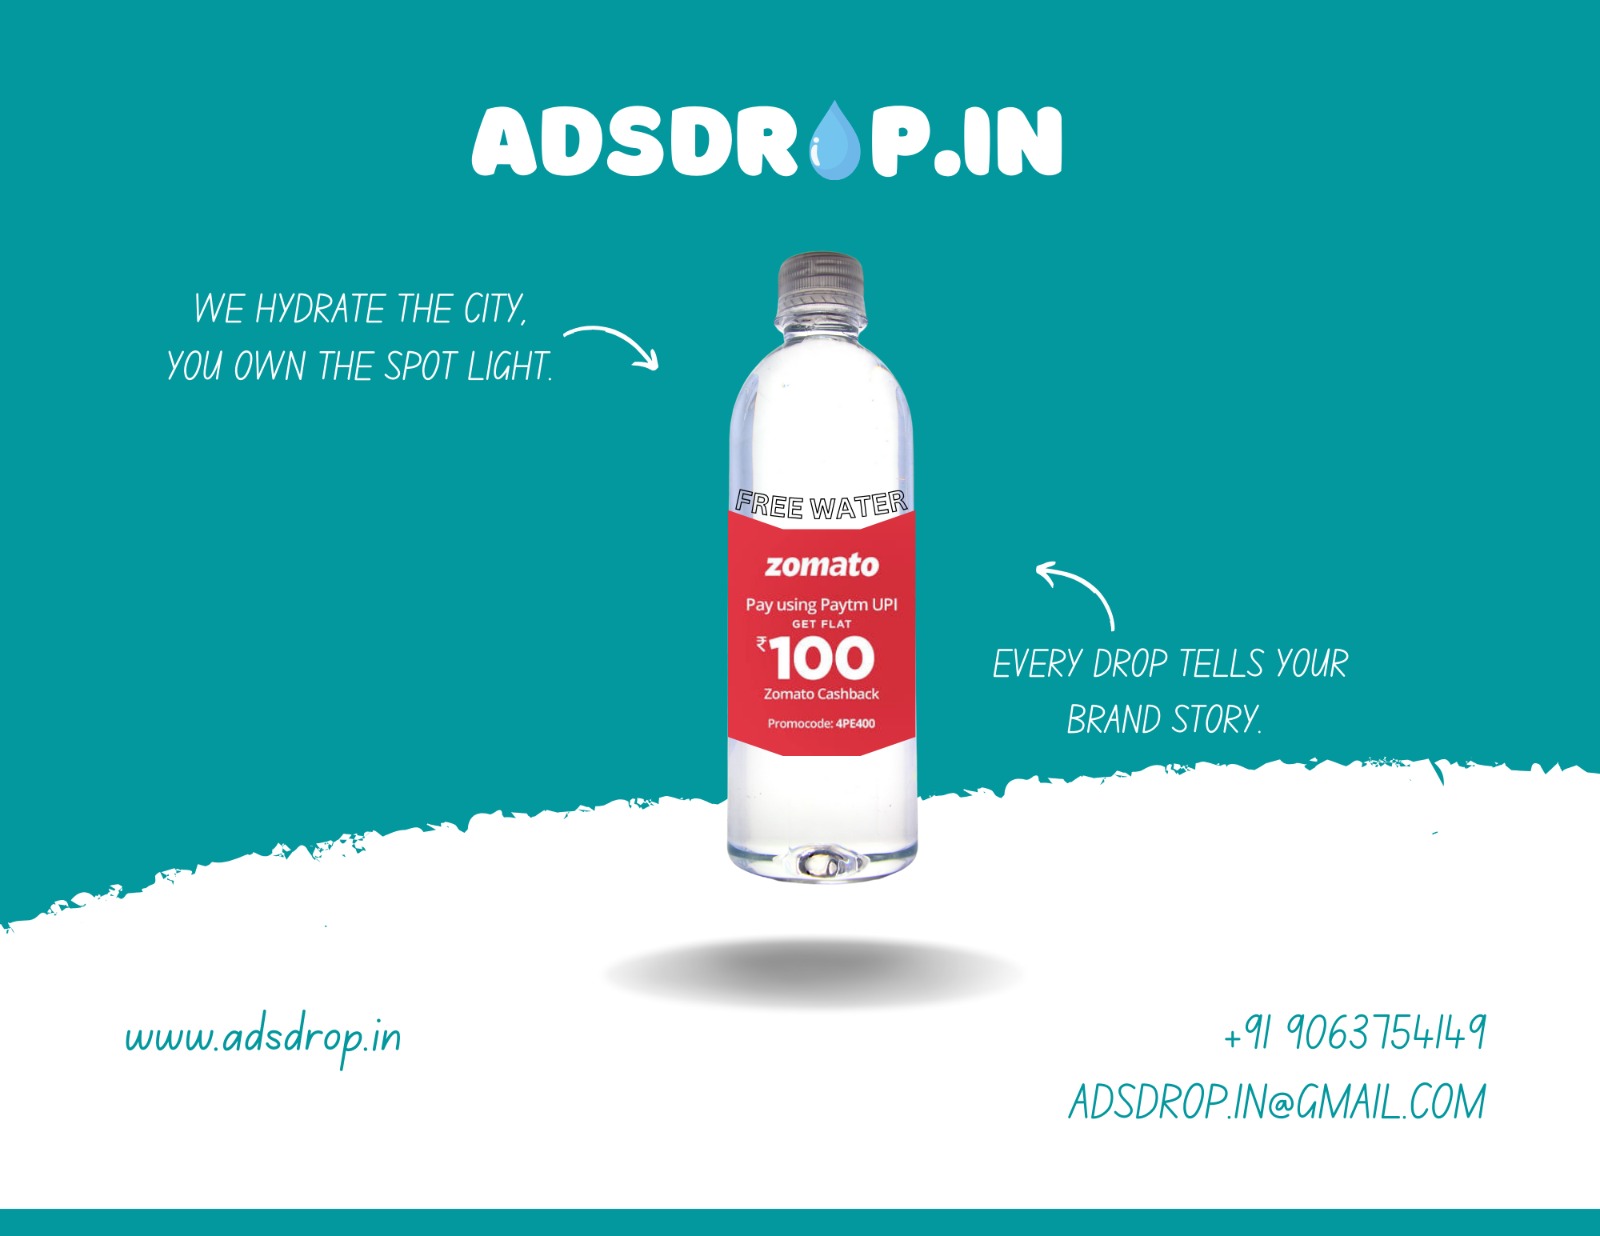 ADSDROP.IN
WE HYDRATE THE CITY,
YOU OWN THE SPOT LIGHT.
FREE WATER
zomato
Pay using Paytm UPI
GET FLAT
₹100
Zomato Cashback
Promocode: 4PE400
EVERY DROP TELLS YOUR
BRAND STORY.
www.adsdrop.in
+91 9063754149
ADSDROP.IN@GMAIL.COM